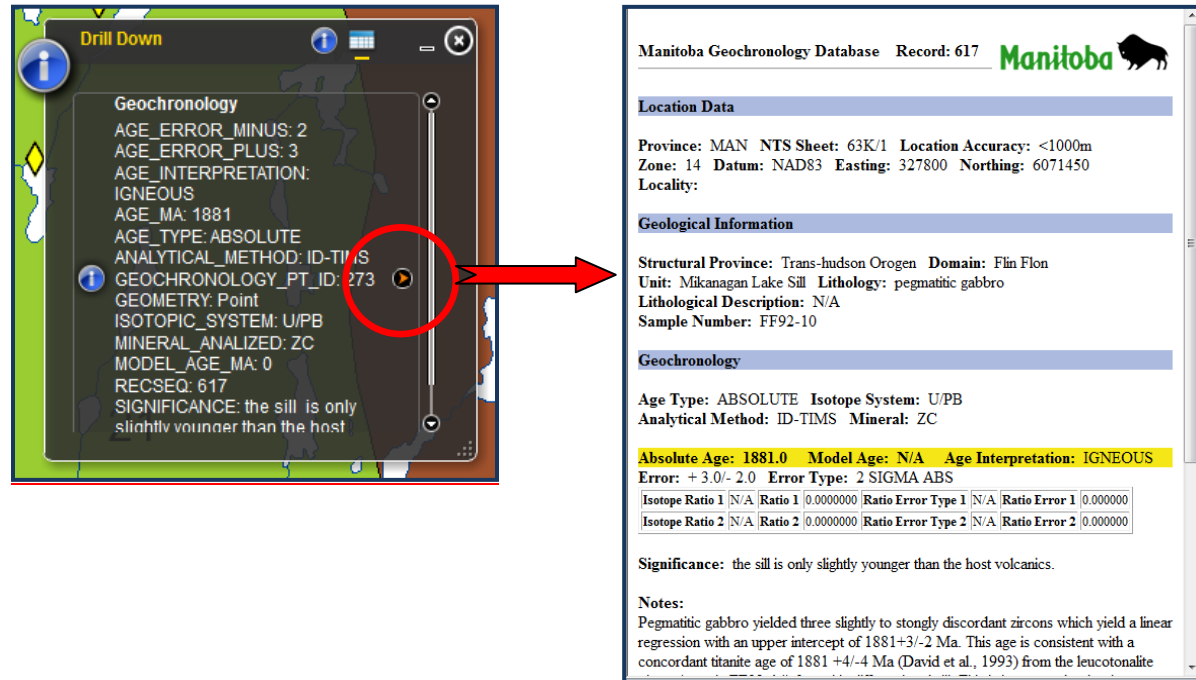 Drill Down
Geochronology
AGE_ERROR_MINUS: 2
AGE_ERROR_PLUS: 3
AGE_INTERPRETATION:
IGNEOUS
AGE_MA: 1881
AGE_TYPE: ABSOLUTE
ANALYTICAL_METHOD: ID-TIMS
GEOCHRONOLOGY_PT_ID: 273
GEOMETRY: Point
ISOTOPIC_SYSTEM: U/PB
MINERAL_ANALIZED: ZC
MODEL_AGE_MA: 0
RECSEQ: 617
SIGNIFICANCE: the sill is only
slightly younger than the host
Manitoba Geochronology Database Record: 617
Manitoba
Location Data
Province: MAN NTS Sheet: 63K/1 Location Accuracy: <1000m
Zone: 14 Datum: NAD83 Easting: 327800 Northing: 6071450
Locality:
Geological Information
Structural Province: Trans-hudson Orogen Domain: Flin Flon
Unit: Mikanagan Lake Sill Lithology: pegmatitic gabbro
Lithological Description: N/A
Sample Number: FF92-10
Geochronology
Age Type: ABSOLUTE Isotope System: U/PB
Analytical Method: ID-TIMS Mineral: ZC
Absolute Age: 1881.0 Model Age: N/A Age Interpretation: IGNEOUS
Error: + 3.0/- 2.0 Error Type: 2 SIGMA ABS
Isotope Ratio 1 N/A Ratio 1 0.0000000 Ratio Error Type 1 N/A Ratio Error 1 0.000000
Isotope Ratio 2 N/A Ratio 2 0.0000000 Ratio Error Type 2 N/A Ratio Error 2 0.000000
Significance: the sill is only slightly younger than the host volcanics.
Notes:
Pegmatitic gabbro yielded three slightly to stongly discordant zircons which yield a linear
regression with an upper intercept of 1881+3/-2 Ma. This age is consistent with a
concordant titanite age of 1881 +4/-4 Ma (David et al., 1993) from the leucotonalite